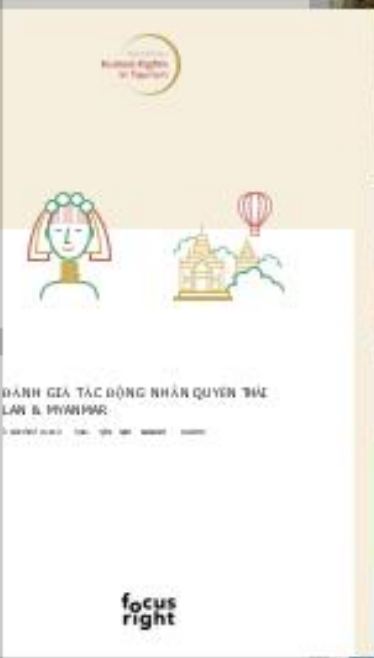 Human Rights
in Tourism
ĐÁNH GIÁ TÁC ĐỘNG NHÂN QUYỀN THÁI
LAN & MYANMAR
focus
right